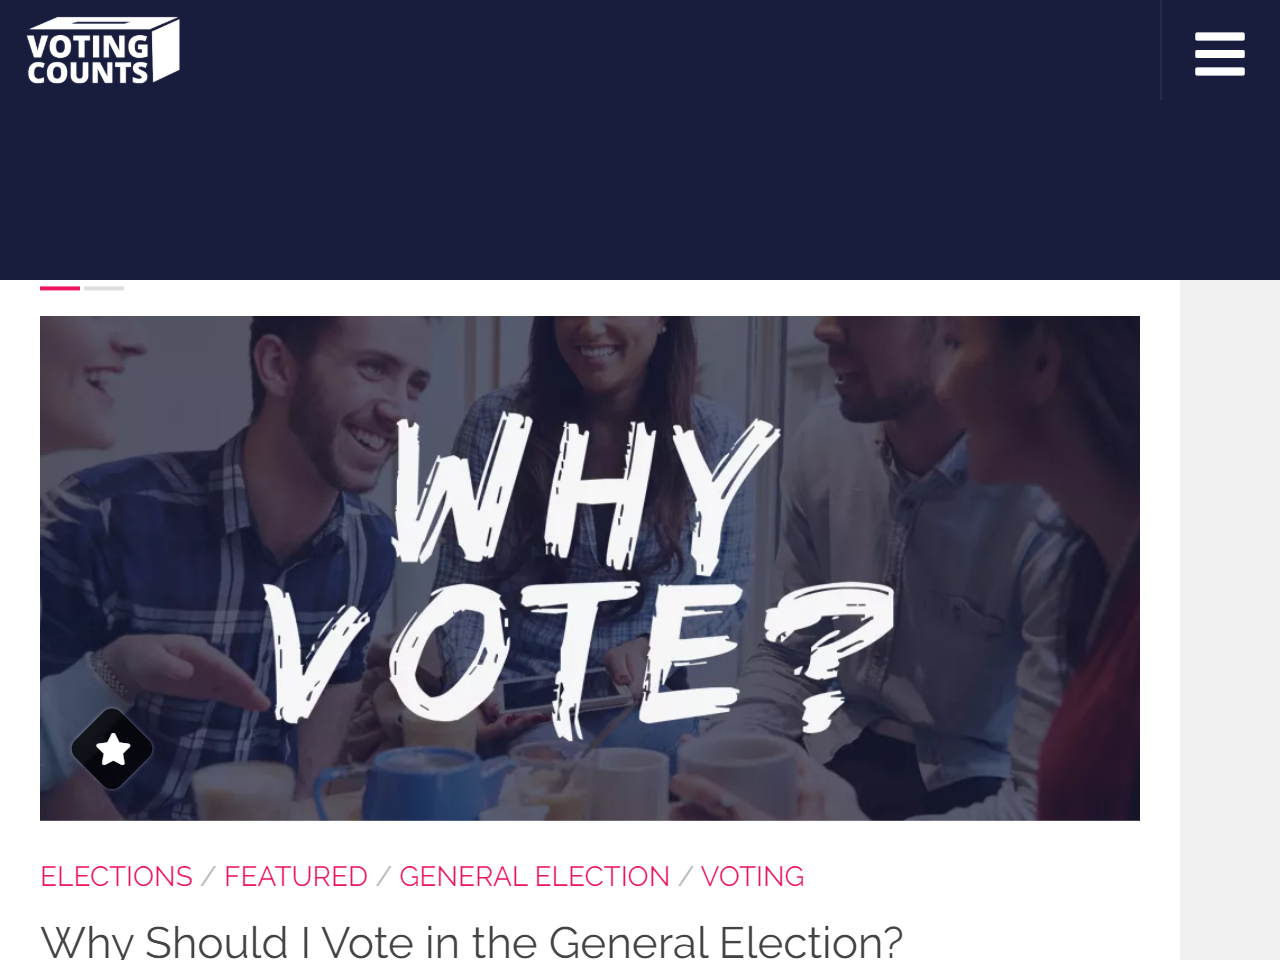 VOTING
COUNTS
WHY
VOTE?
ELECTIONS / FEATURED / GENERAL ELECTION / VOTING
Why Should I Vote in the General Election?